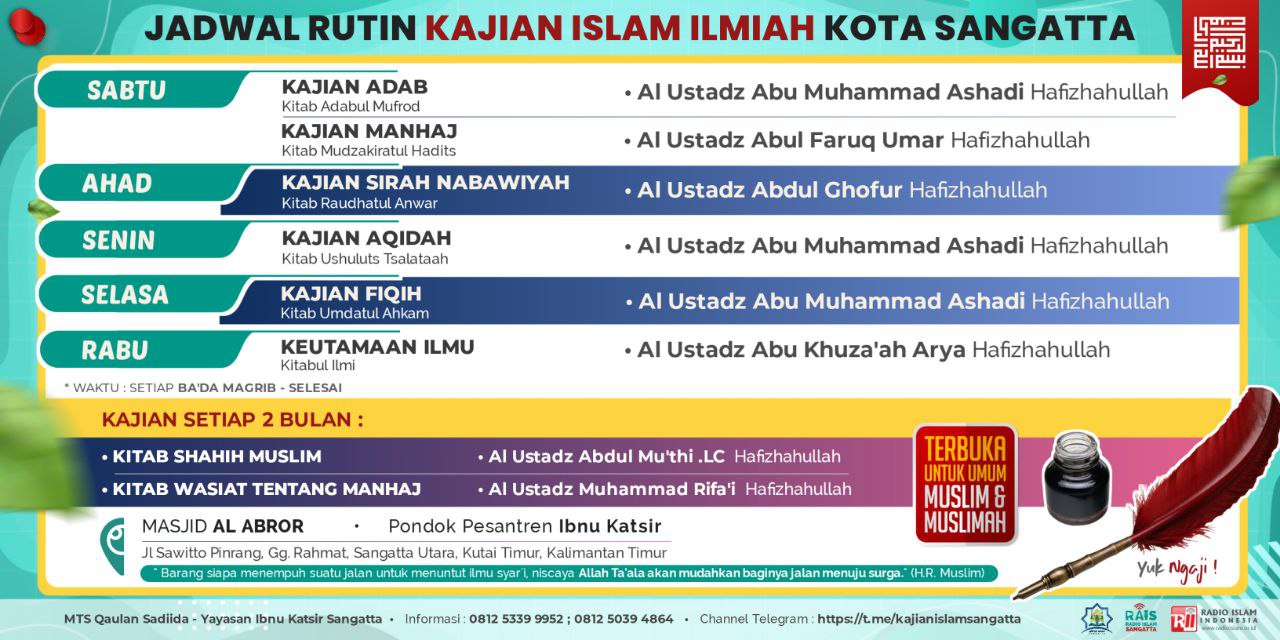 JADWAL RUTIN KAJIAN ISLAM ILMIAH KOTA SANGATTA
SABTU
KAJIAN ADAB
Kitab Adabul Mufrod
• Al Ustadz Abu Muhammad Ashadi Hafizhahullah
KAJIAN MANHAJ
Kitab Mudzakiratul Hadits
• Al Ustadz Abul Faruq Umar Hafizhahullah
AHAD
KAJIAN SIRAH NABAWIYAH
Kitab Raudhatul Anwar
• Al Ustadz Abdul Ghofur Hafizhahullah
SENIN
KAJIAN AQIDAH
Kitab Ushuluts Tsalataah
• Al Ustadz Abu Muhammad Ashadi Hafizhahullah
SELASA
KAJIAN FIQIH
Kitab Umdatul Ahkam
• Al Ustadz Abu Muhammad Ashadi Hafizhahullah
RABU
KEUTAMAAN ILMU
Kitabul Ilmi
• Al Ustadz Abu Khuza'ah Arya Hafizhahullah
* WAKTU : SETIAP BA'DA MAGRIB - SELESAI
KAJIAN SETIAP 2 BULAN :
• KITAB SHAHIH MUSLIM • Al Ustadz Abdul Mu'thi .LC Hafizhahullah
• KITAB WASIAT TENTANG MANHAJ • Al Ustadz Muhammad Rifa'i Hafizhahullah
TERBUKA
UNTUK UMUM
MUSLIM &
MUSLIMAH
MASJID AL ABROR • Pondok Pesantren Ibnu Katsir
Jl Sawitto Pinrang, Gg. Rahmat, Sangatta Utara, Kutai Timur, Kalimantan Timur
" Barang siapa menempuh suatu jalan untuk menuntut ilmu syar'i, niscaya Allah Ta'ala akan mudahkan baginya jalan menuju surga." (H.R. Muslim)
Yuk Ngaji !
MTS Qaulan Sadiida - Yayasan Ibnu Katsir Sangatta • Informasi : 0812 5339 9952 ; 0812 5039 4864 • Channel Telegram : https://t.me/kajianislamsangatta
RAIS
RADIO ISLAM
SANGATTA
RII
RADIO ISLAM
INDONESIA